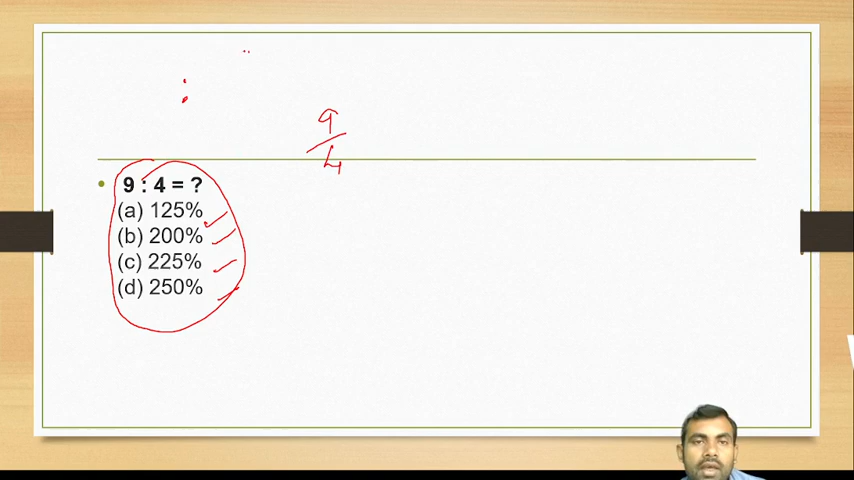 9
4
9 : 4 = ?
(a) 125%
(b) 200%
(c) 225%
(d) 250%